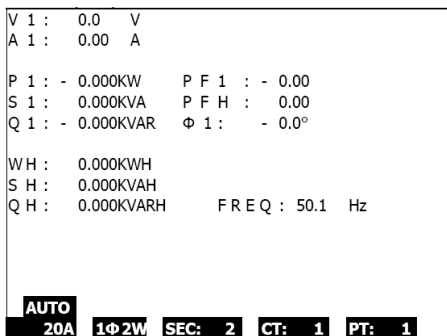 V 1 : 0.0 V
A 1 : 0.00 A
P 1 : - 0.000KW P F 1 : - 0.00
S 1 : 0.000KVA P F H : 0.00
Q 1 : - 0.000KVAR Φ 1 : - 0.0°
W H : 0.000KWH
S H : 0.000KVAH
Q H : 0.000KVARH F R E Q : 50.1 Hz
AUTO
20A 1Φ2W SEC: 2 CT: 1 PT: 1